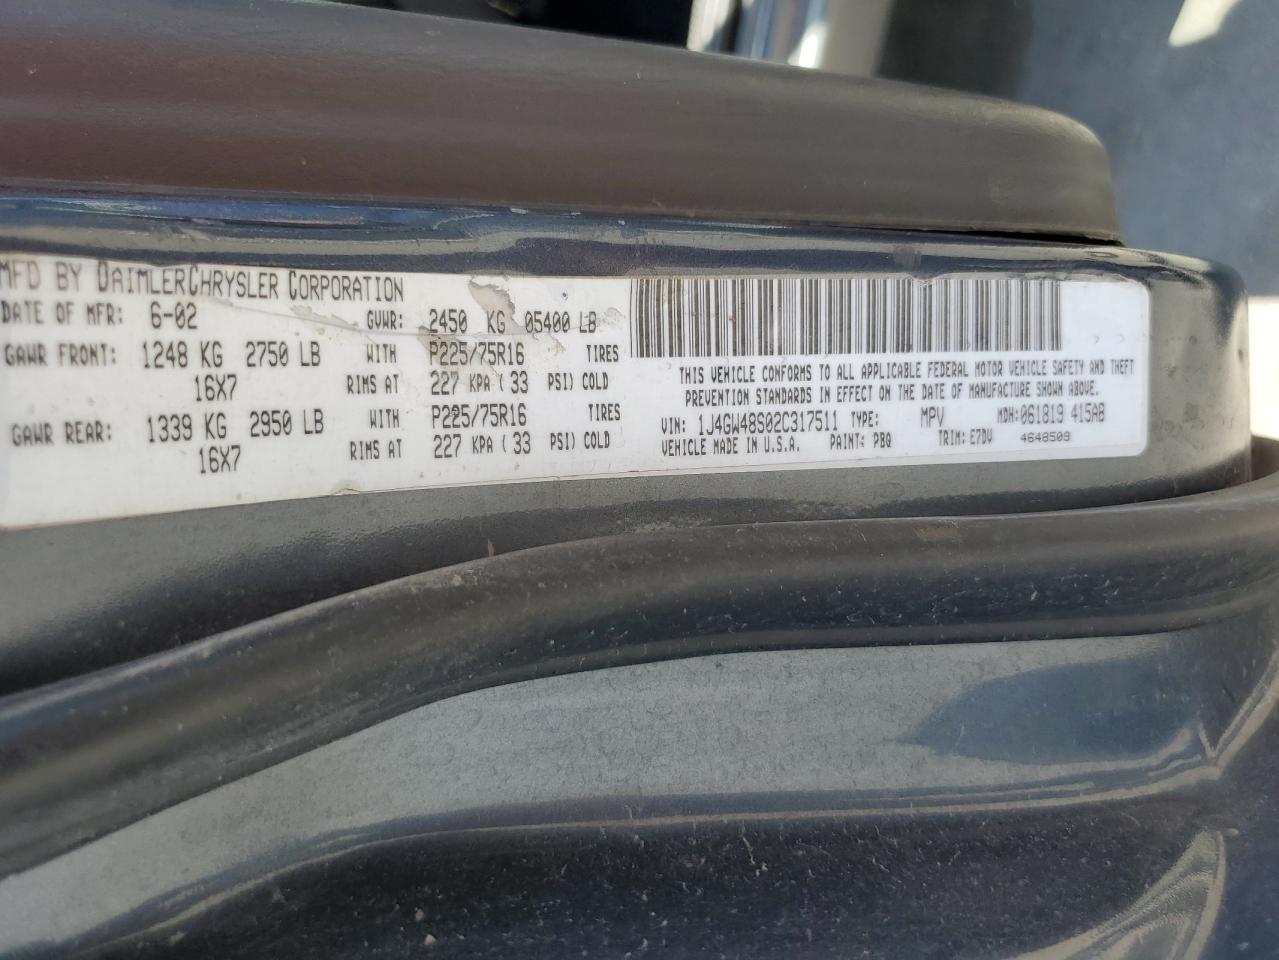 MFD BY DAIMLERCHRYSLER CORPORATION
DATE OF MFR: 6-02 GVWR: 2450 KG 05400 LB
GAWR FRONT: 1248 KG 2750 LB WITH P225/75R16 TIRES
16X7 RIMS AT 227 KPA ( 33 PSI) COLD
GAWR REAR: 1339 KG 2950 LB WITH P225/75R16 TIRES
16X7 RIMS AT 227 KPA ( 33 PSI) COLD
THIS VEHICLE CONFORMS TO ALL APPLICABLE FEDERAL MOTOR VEHICLE SAFETY AND THEFT
PREVENTION STANDARDS IN EFFECT ON THE DATE OF MANUFACTURE SHOWN ABOVE.
VIN: 1J4GW48S02C317511 TYPE: MPV MDH: 061819 415AB
VEHICLE MADE IN U.S.A. PAINT: PBQ TRIM: E7DV 4648509